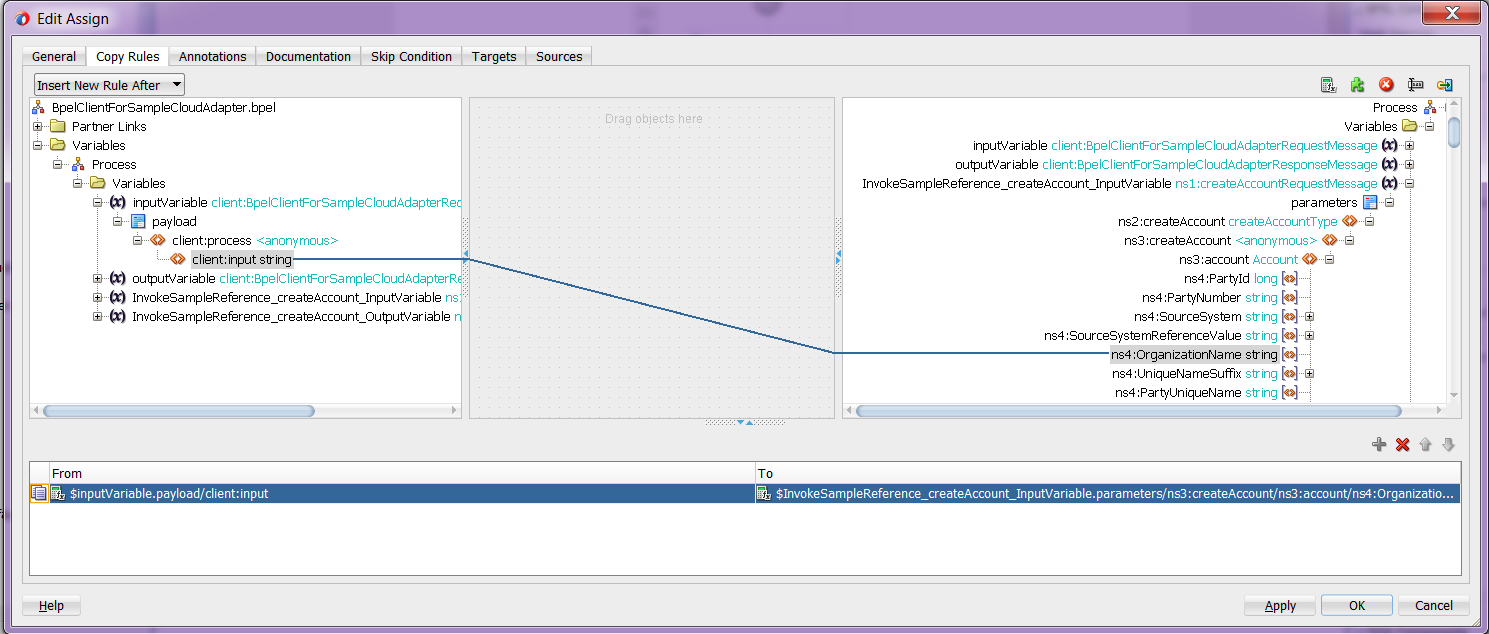 Edit Assign
General Copy Rules Annotations Documentation Skip Condition Targets Sources
Insert New Rule After
BpelClientForSampleCloudAdapter.bpel
Partner Links
Variables
Process
Variables
inputVariable client:BpelClientForSampleCloudAdapterRec
payload
client:process <anonymous>
client:input string
outputVariable client:BpelClientForSampleCloudAdapterRe
InvokeSampleReference_createAccount_InputVariable ns
InvokeSampleReference_createAccount_OutputVariable n
Drag objects here
Process
Variables
inputVariable client:BpelClientForSampleCloudAdapterRequestMessage
outputVariable client:BpelClientForSampleCloudAdapterResponseMessage
InvokeSampleReference_createAccount_InputVariable ns1:createAccountRequestMessage
parameters
ns2:createAccount createAccountType
ns3:createAccount <anonymous>
ns3:account Account
ns4:PartyId long
ns4:PartyNumber string
ns4:SourceSystem string
ns4:SourceSystemReferenceValue string
ns4:OrganizationName string
ns4:UniqueNameSuffix string
ns4:PartyUniqueName string
From To
$inputVariable.payload/client:input $InvokeSampleReference_createAccount_InputVariable.parameters/ns3:createAccount/ns3:account/ns4:Organizatio...
Help Apply OK Cancel